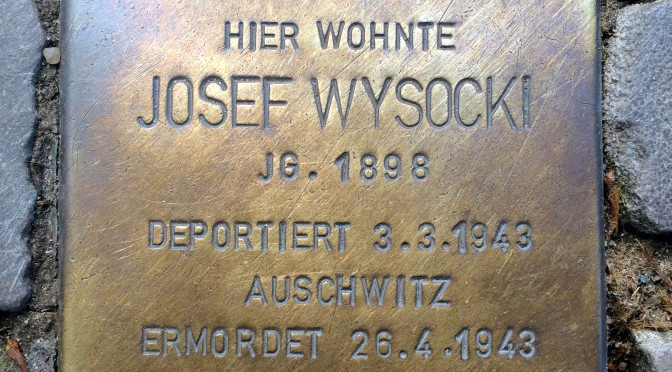 HIER WOHNTE
JOSEF WYSOCKI
JG. 1898
DEPORTIERT 3.3.1943
AUSCHWITZ
ERMORDET 26.4.1943